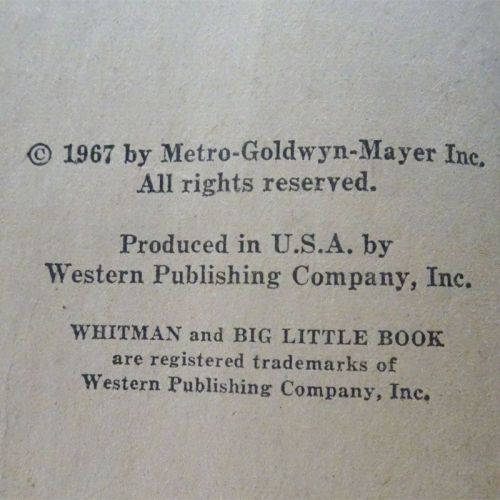 © 1967 by Metro-Goldwyn-Mayer Inc.
All rights reserved.
Produced in U.S.A. by
Western Publishing Company, Inc.
WHITMAN and BIG LITTLE BOOK
are registered trademarks of
Western Publishing Company, Inc.